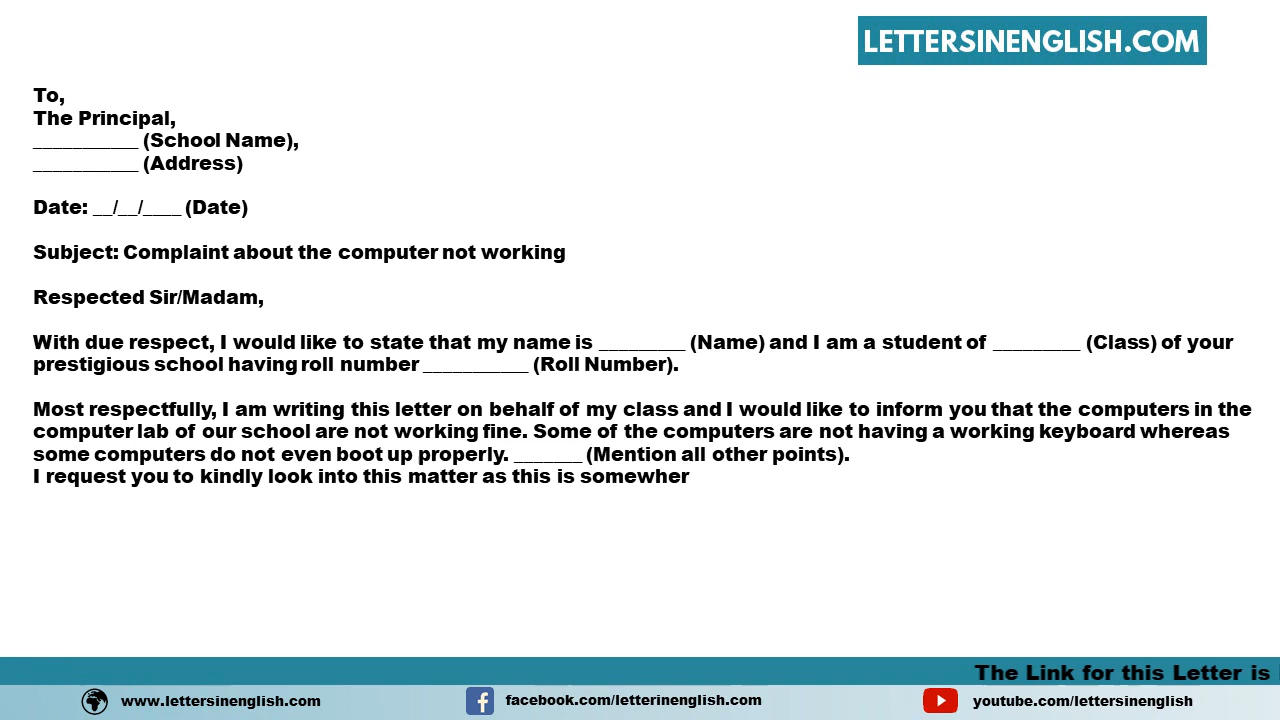 LETTERSINENGLISH.COM
To,
The Principal,
___________ (School Name),
___________ (Address)
Date: __/__/____ (Date)
Subject: Complaint about the computer not working
Respected Sir/Madam,
With due respect, I would like to state that my name is _________ (Name) and I am a student of _________ (Class) of your
prestigious school having roll number ___________ (Roll Number).
Most respectfully, I am writing this letter on behalf of my class and I would like to inform you that the computers in the
computer lab of our school are not working fine. Some of the computers are not having a working keyboard whereas
some computers do not even boot up properly. _______ (Mention all other points).
I request you to kindly look into this matter as this is somewher
The Link for this Letter is
www.lettersinenglish.com
facebook.com/letterinenglish.com
youtube.com/lettersinenglish